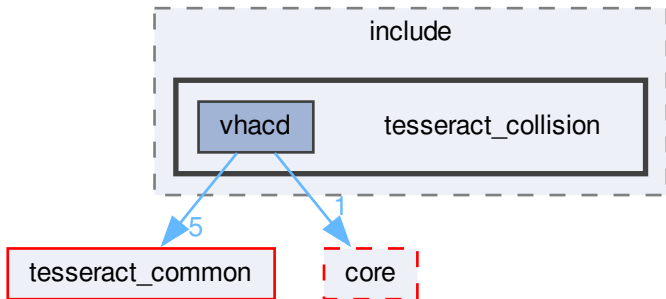 include
vhacd
tesseract_collision
5
1
tesseract_common
core